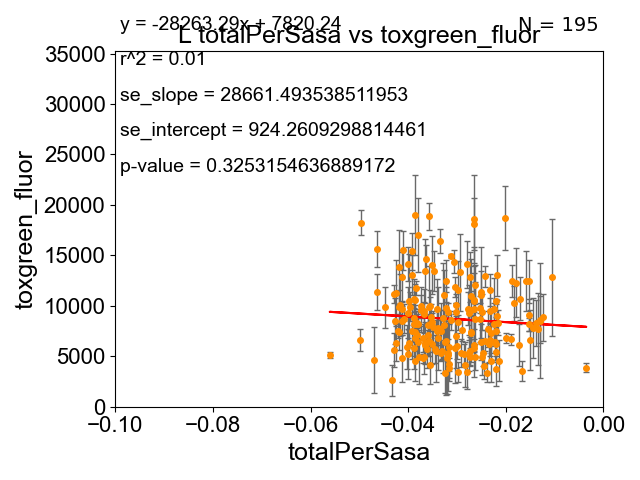 y = -28263.29x + 7820.24
N = 195
L totalPerSasa vs toxgreen_fluor
r^2 = 0.01
se_slope = 28661.493538511953
se_intercept = 924.2609298814461
p-value = 0.3253154636889172
35000
30000
25000
20000
15000
10000
5000
0
toxgreen_fluor
−0.10
−0.08
−0.06
−0.04
−0.02
0.00
totalPerSasa